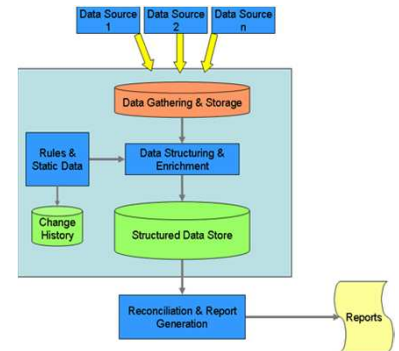 Data Source
1
Data Source
2
Data Source
n
Data Gathering & Storage
Rules &
Static Data
Data Structuring &
Enrichment
Change
History
Structured Data Store
Reconciliation & Report
Generation
Reports